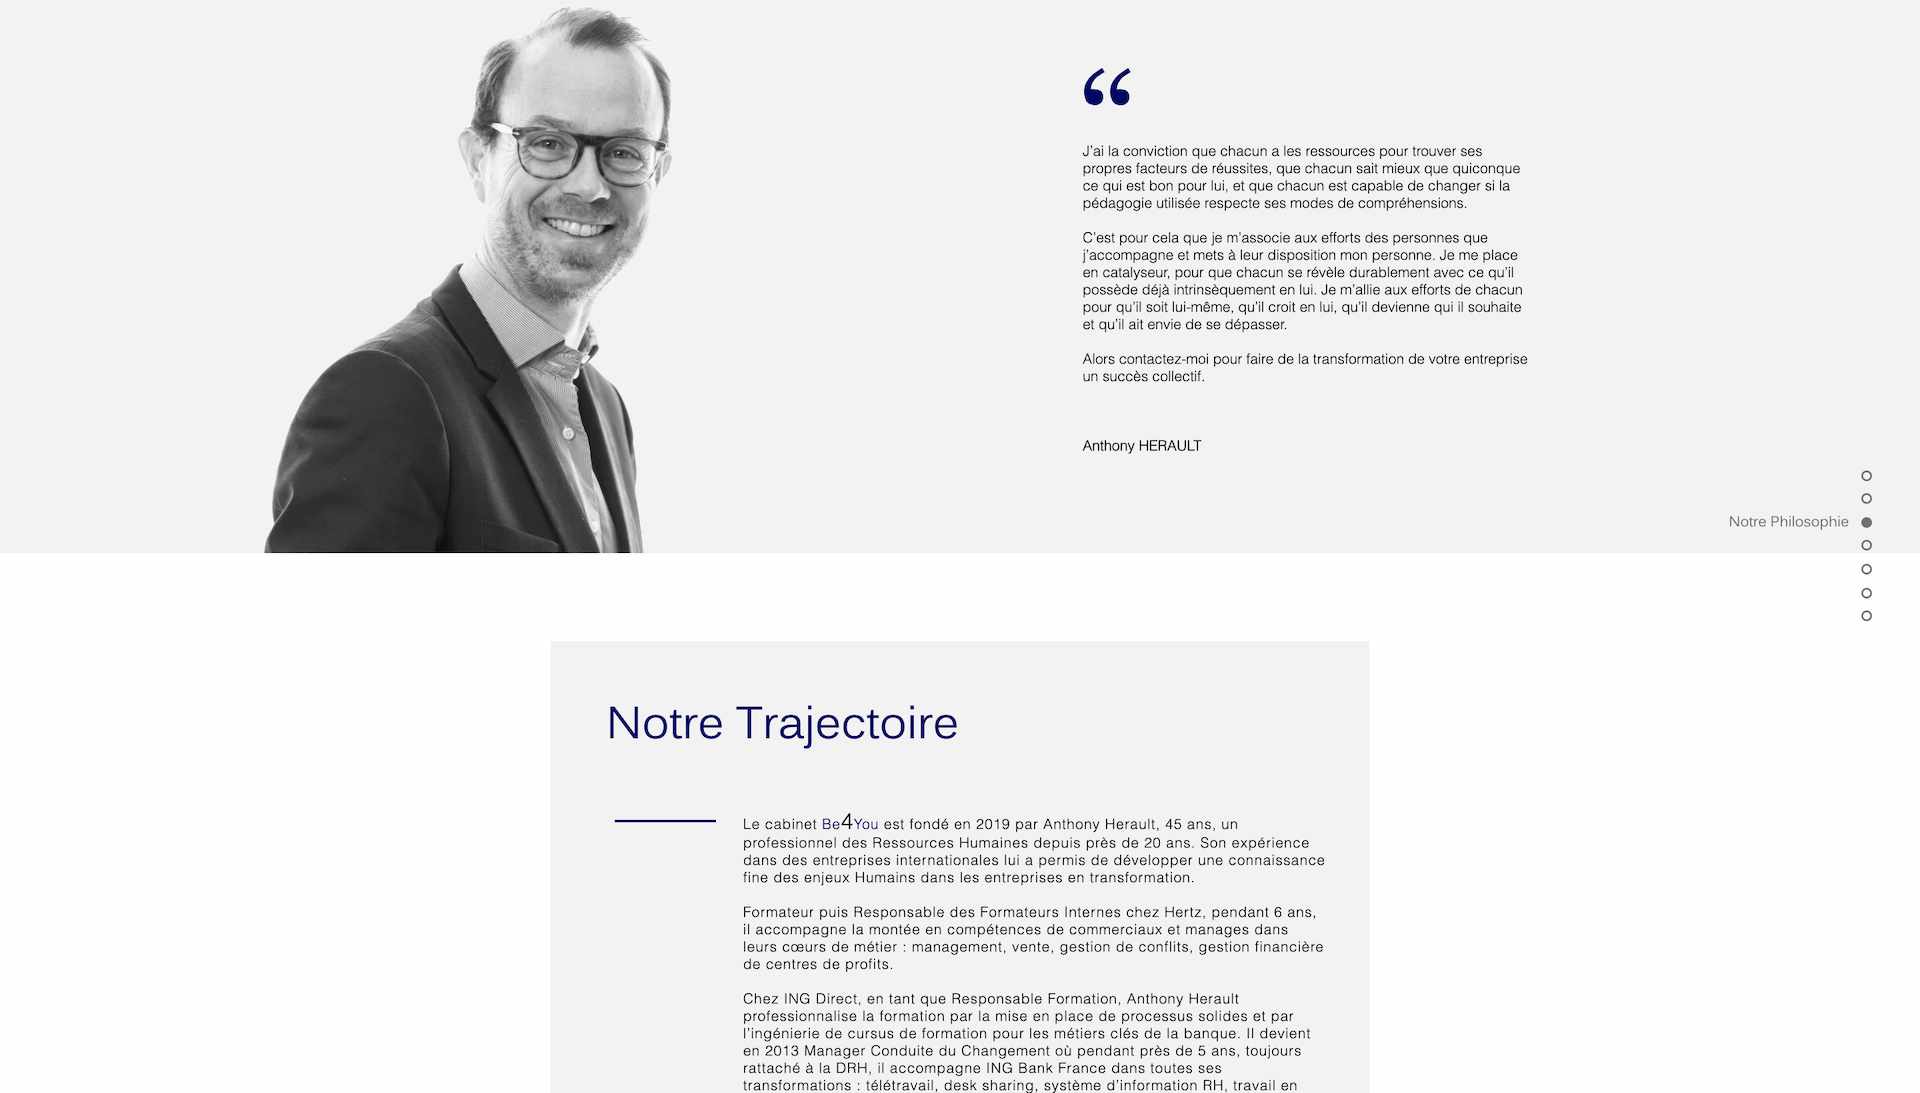 “
J’ai la conviction que chacun a les ressources pour trouver ses
propres facteurs de réussites, que chacun sait mieux que quiconque
ce qui est bon pour lui, et que chacun est capable de changer si la
pédagogie utilisée respecte ses modes de compréhensions.
C’est pour cela que je m’associe aux efforts des personnes que
j’accompagne et mets à leur disposition mon personne. Je me place
en catalyseur, pour que chacun se révèle durablement avec ce qu’il
possède déjà intrinsèquement en lui. Je m’allie aux efforts de chacun
pour qu’il soit lui-même, qu’il croit en lui, qu’il devienne qui il souhaite
et qu’il ait envie de se dépasser.
Alors contactez-moi pour faire de la transformation de votre entreprise
un succès collectif.
Anthony HERAULT
Notre Philosophie
Notre Trajectoire
Le cabinet Be4You est fondé en 2019 par Anthony Herault, 45 ans, un
professionnel des Ressources Humaines depuis près de 20 ans. Son expérience
dans des entreprises internationales lui a permis de développer une connaissance
fine des enjeux Humains dans les entreprises en transformation.
Formateur puis Responsable des Formateurs Internes chez Hertz, pendant 6 ans,
il accompagne la montée en compétences de commerciaux et manages dans
leurs cœurs de métier : management, vente, gestion de conflits, gestion financière
de centres de profits.
Chez ING Direct, en tant que Responsable Formation, Anthony Herault
professionnalise la formation par la mise en place de processus solides et par
l’ingénierie de cursus de formation pour les métiers clés de la banque. Il devient
en 2013 Manager Conduite du Changement où pendant près de 5 ans, toujours
rattaché à la DRH, il accompagne ING Bank France dans toutes ses
transformations : télétravail, desk sharing, système d’information RH, travail en